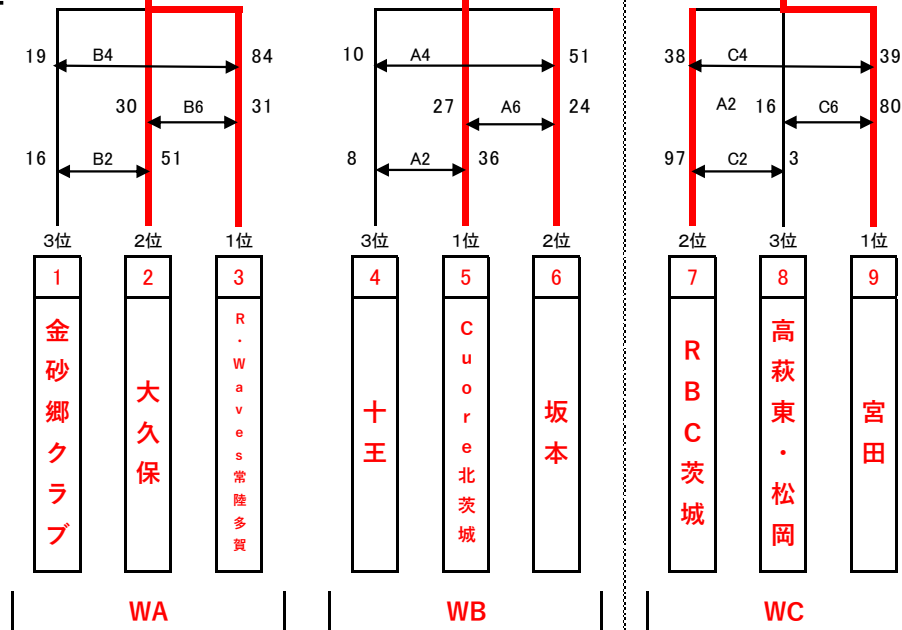 19 B4 84
30 B6 31
16 B2 51
3位 2位 1位
1 2 3
金砂郷クラブ
大久保
R・Waves常陸多賀
WA
10 A4 51
27 A6 24
8 A2 36
3位 1位 2位
4 5 6
十王
Cuore北茨城
坂本
WB
38 C4 39
A2 16 C6 80
97 C2 3
2位 3位 1位
7 8 9
RBC茨城
高萩東・松岡
宮田
WC